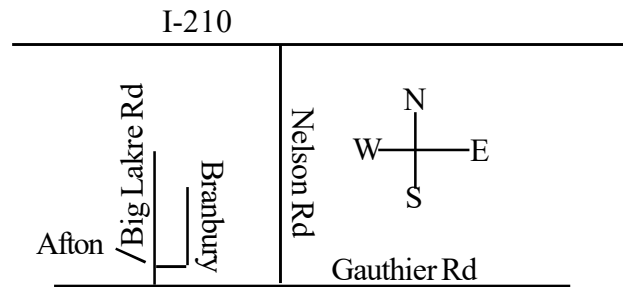 I-210
Big Lakre Rd
Branbury
Nelson Rd
N
W
E
S
Afton
Gauthier Rd